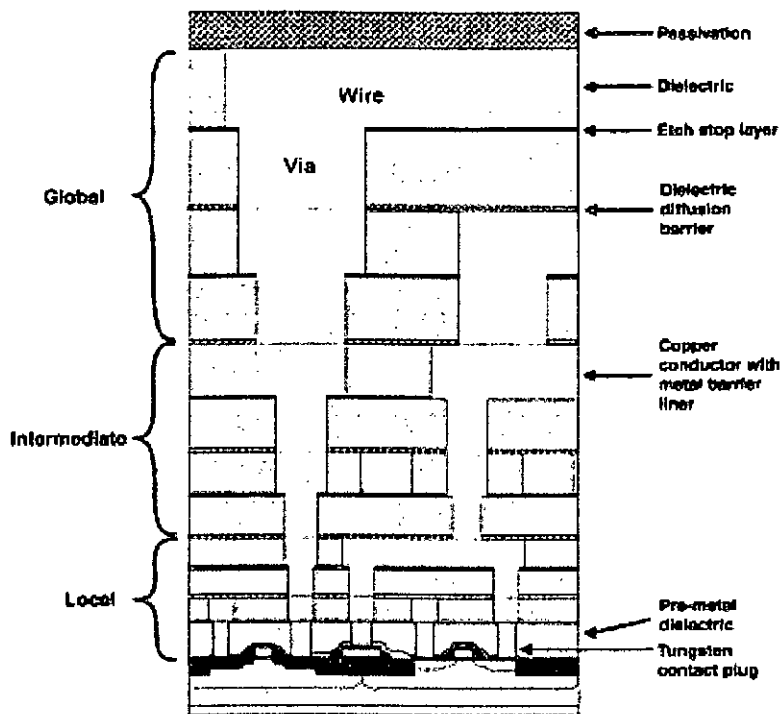 Passivation
Wire
Dielectric
Etch stop layer
Via
Global
Dielectric
diffusion
barrier
Copper
conductor with
metal barrier
liner
Intermediate
Local
Pre-metal
dielectric
Tungsten
contact plug